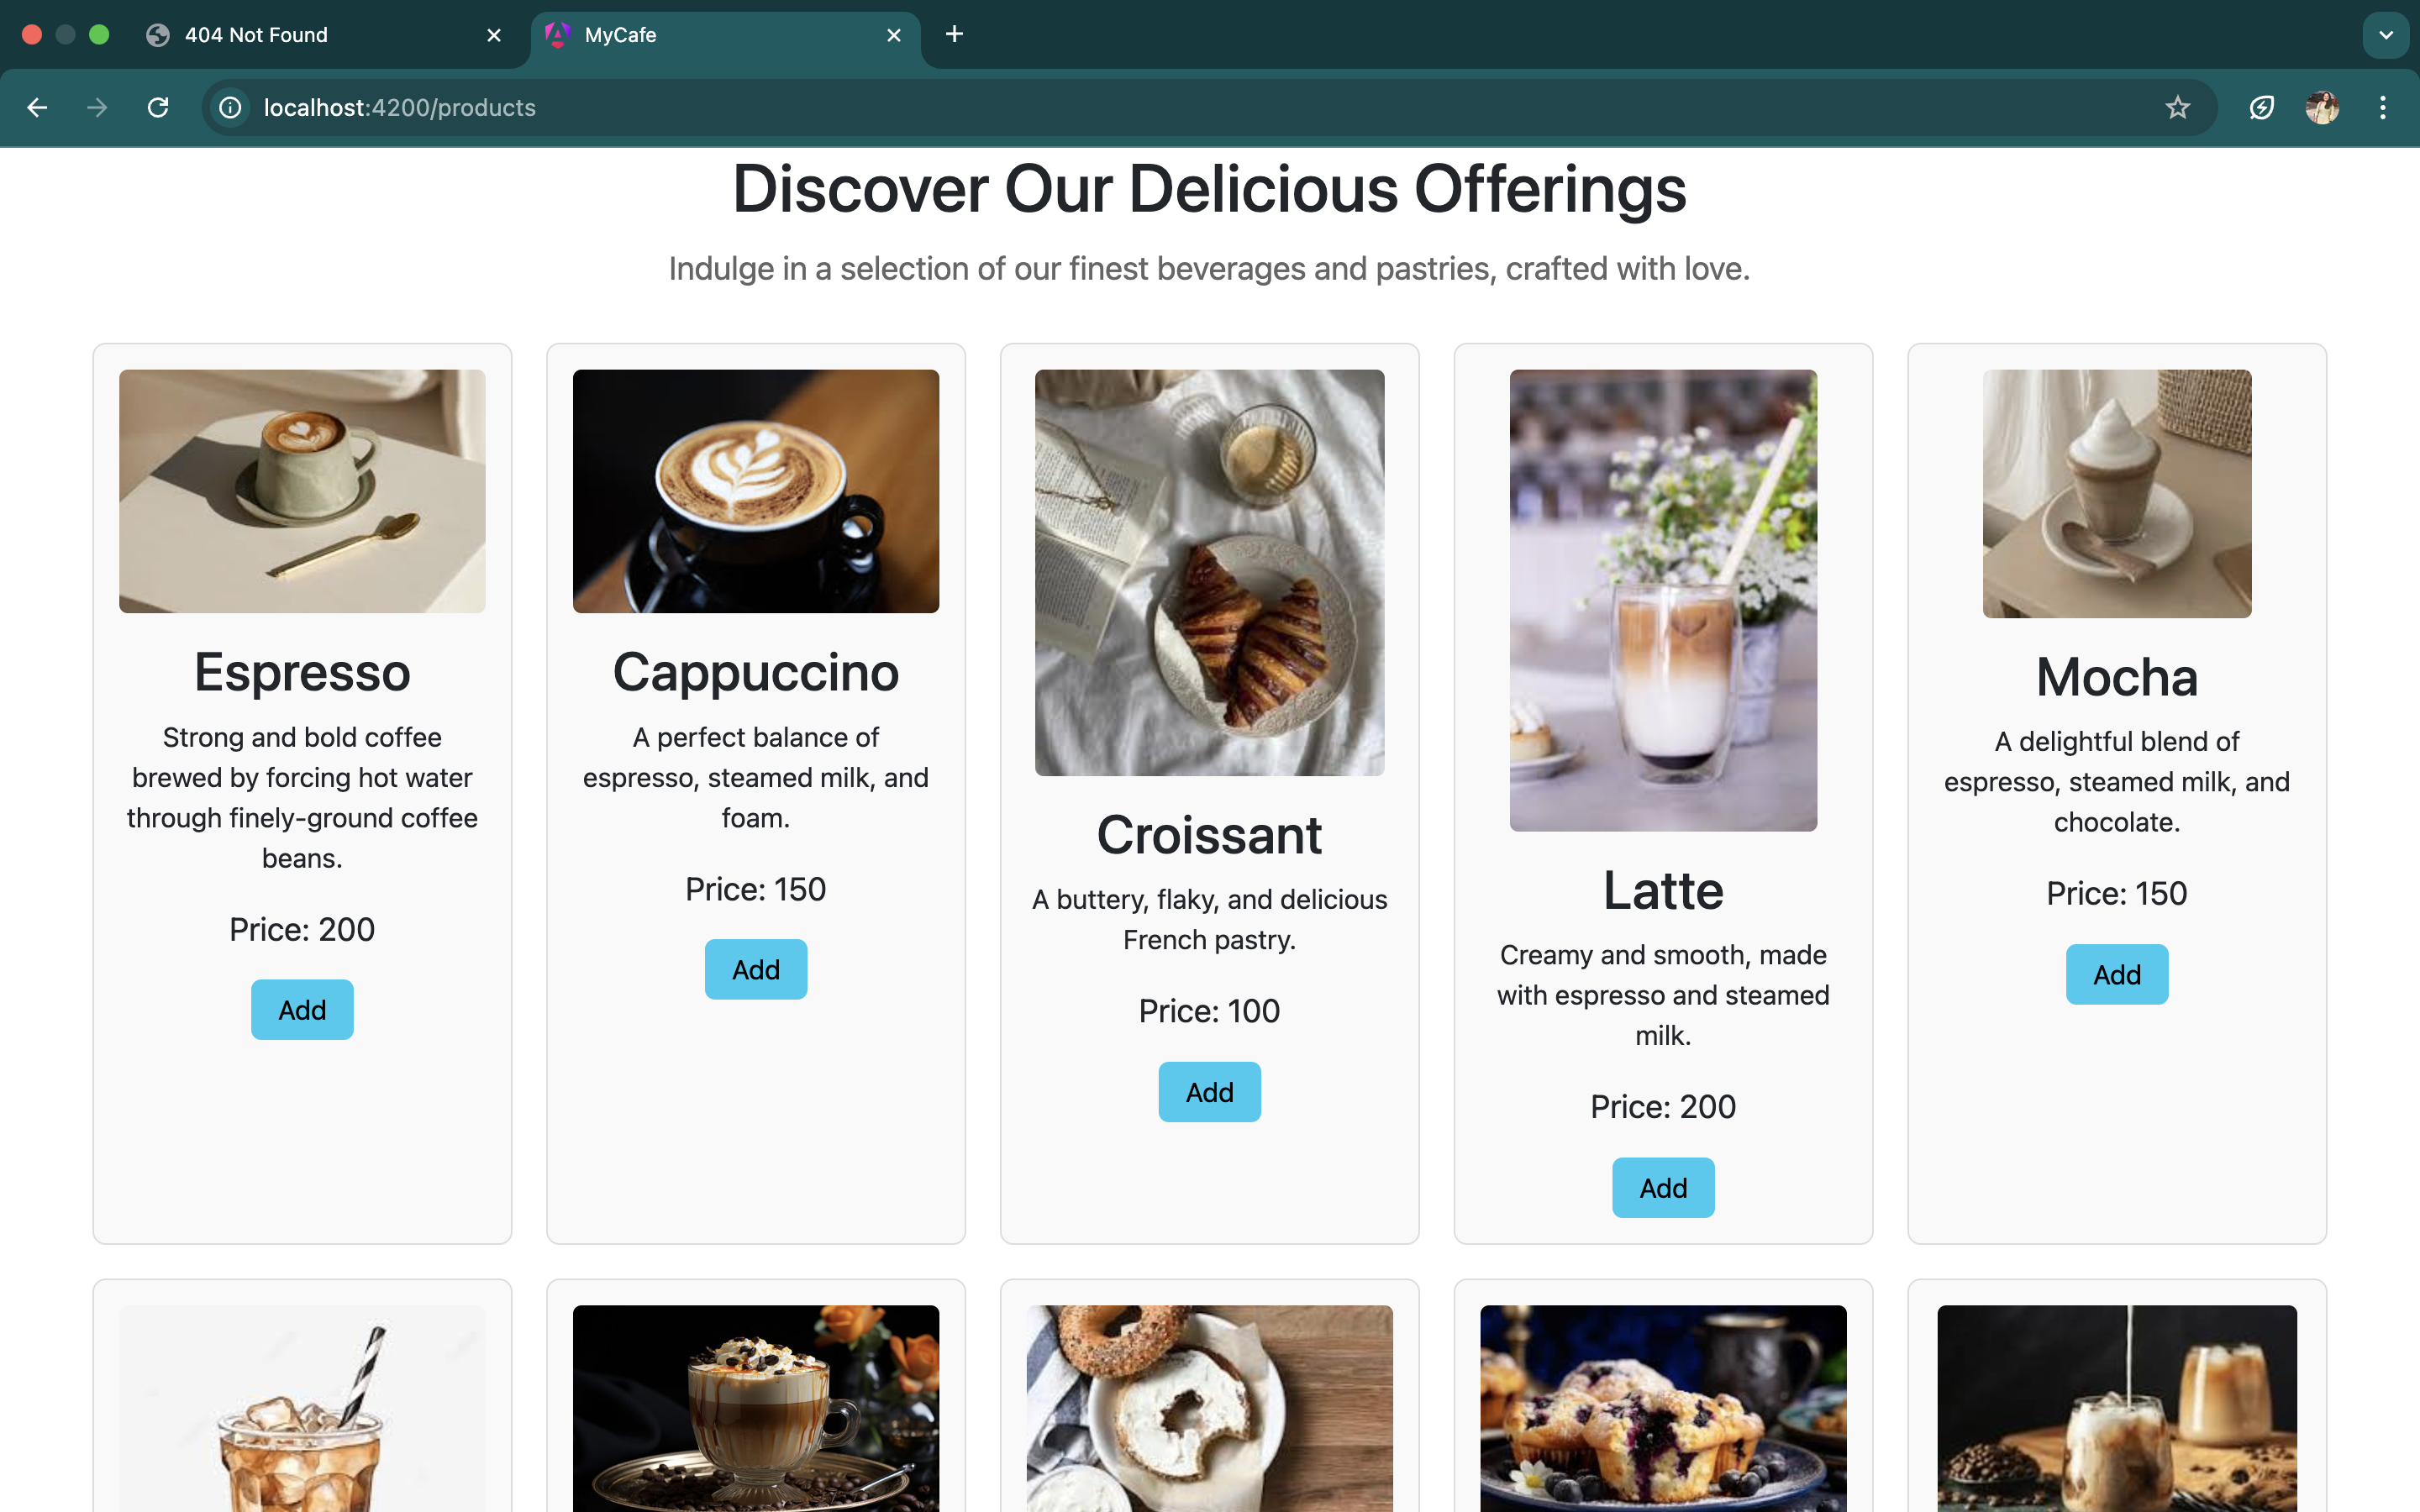 404 Not Found
MyCafe
localhost:4200/products
Discover Our Delicious Offerings
Indulge in a selection of our finest beverages and pastries, crafted with love.
Espresso
Strong and bold coffee
brewed by forcing hot water
through finely-ground coffee
beans.
Price: 200
Add
Cappuccino
A perfect balance of
espresso, steamed milk, and
foam.
Price: 150
Add
Croissant
A buttery, flaky, and delicious
French pastry.
Price: 100
Add
Latte
Creamy and smooth, made
with espresso and steamed
milk.
Price: 200
Add
Mocha
A delightful blend of
espresso, steamed milk, and
chocolate.
Price: 150
Add